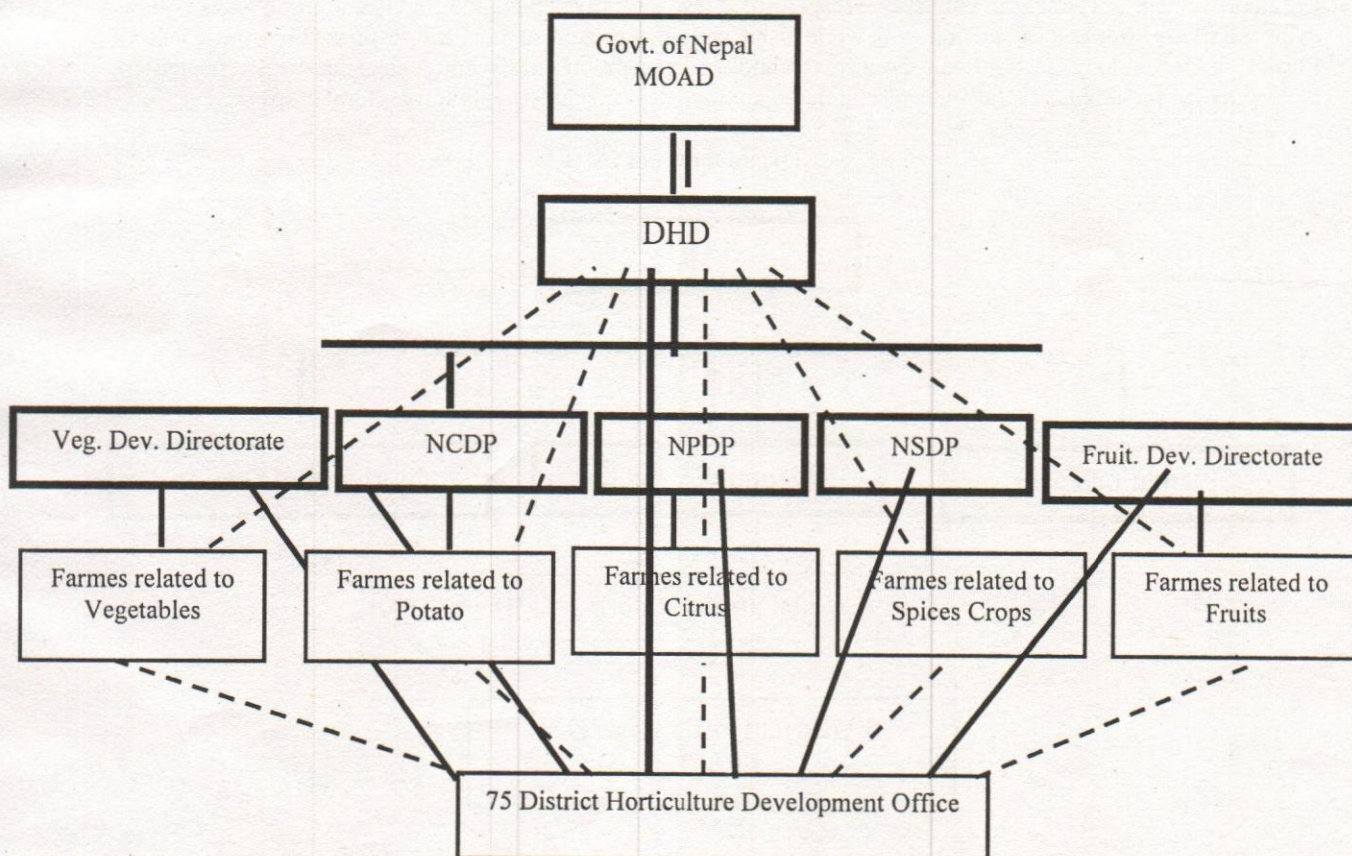 Govt. of Nepal
MOAD
DHD
Veg. Dev. Directorate
NCDP
NPDP
NSDP
Fruit. Dev. Directorate
Farmes related to
Vegetables
Farmes related to
Potato
Farmes related to
Citrus
Farmes related to
Spices Crops
Farmes related to
Fruits
75 District Horticulture Development Office